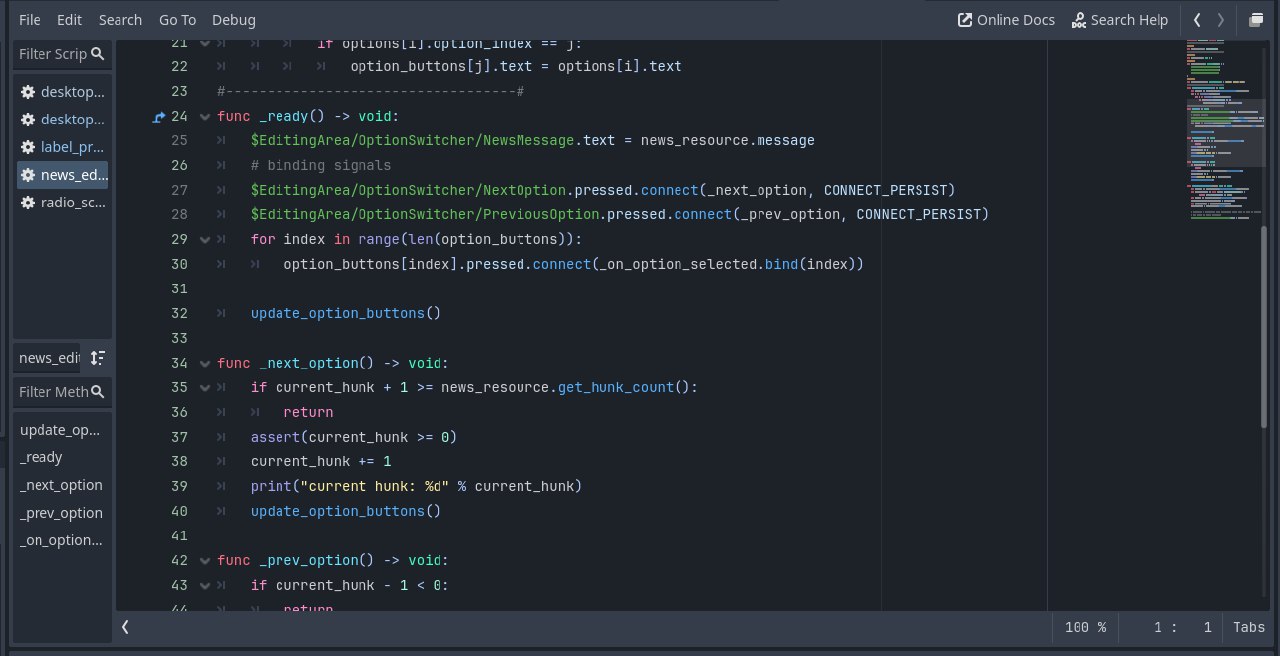 File Edit Search Go To Debug Online Docs Search Help
Filter Scrip
desktop...
desktop...
label_pr...
news_ed...
radio_sc...
news_edit
Filter Meth
update_op...
_ready
_next_option
_prev_option
_on_option...
21 if options[i].option_index == j:
22 option_buttons[j].text = options[i].text
23 #-----------------------------------#
24 func _ready() -> void:
25 $EditingArea/OptionSwitcher/NewsMessage.text = news_resource.message
26 # binding signals
27 $EditingArea/OptionSwitcher/NextOption.pressed.connect(_next_option, CONNECT_PERSIST)
28 $EditingArea/OptionSwitcher/PreviousOption.pressed.connect(_prev_option, CONNECT_PERSIST)
29 for index in range(len(option_buttons)):
30 option_buttons[index].pressed.connect(_on_option_selected.bind(index))
31
32 update_option_buttons()
33
34 func _next_option() -> void:
35 if current_hunk + 1 >= news_resource.get_hunk_count():
36 return
37 assert(current_hunk >= 0)
38 current_hunk += 1
39 print("current hunk: %d" % current_hunk)
40 update_option_buttons()
41
42 func _prev_option() -> void:
43 if current_hunk - 1 < 0:
44 return
100 % 1 : 1 Tabs